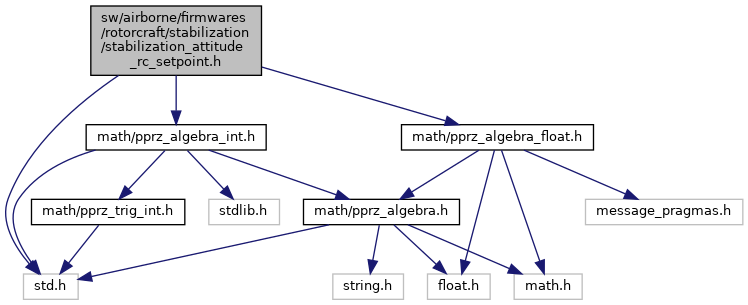 sw/airborne/firmwares
/rotorcraft/stabilization
/stabilization_attitude
_rc_setpoint.h
math/pprz_algebra_int.h
math/pprz_algebra_float.h
math/pprz_trig_int.h
stdlib.h
math/pprz_algebra.h
message_pragmas.h
std.h
string.h
float.h
math.h